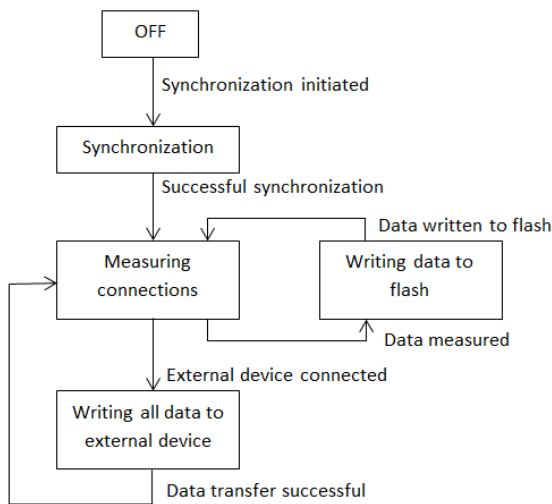 OFF
Synchronization initiated
Synchronization
Successful synchronization
Data written to flash
Measuring
connections
Writing data to
flash
Data measured
External device connected
Writing all data to
external device
Data transfer successful